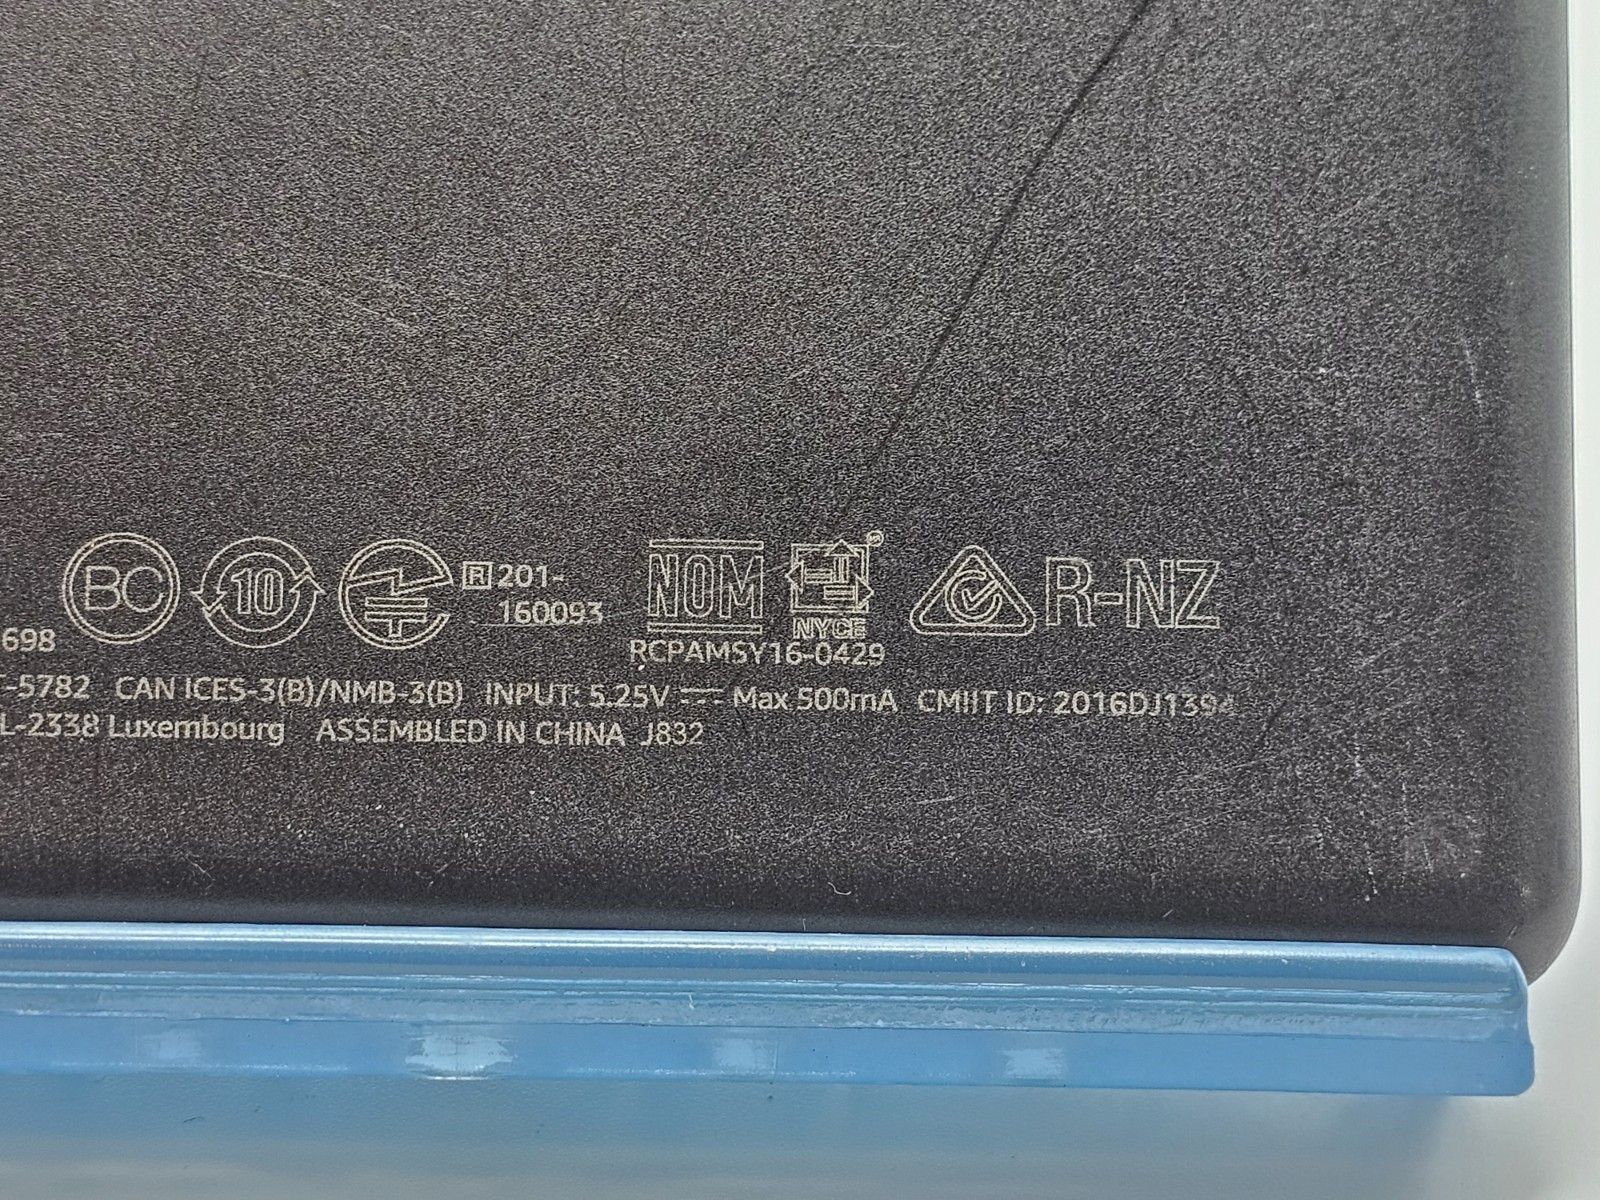 BC 10 R 201-
160093 NOM R-NZ
NYCE
698 RCPAMSY16-0429
-5782 CAN ICES-3(B)/NMB-3(B) INPUT: 5.25V ⎓ Max 500mA CMIIT ID: 2016DJ1394
L-2338 Luxembourg ASSEMBLED IN CHINA J832